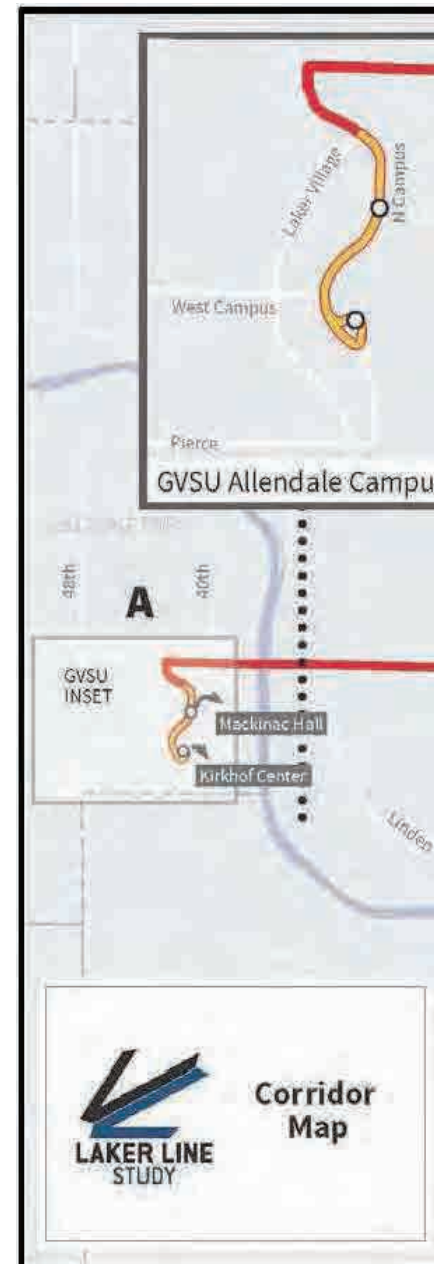 Laker Village
N Campus
West Campus
Pierce
GVSU Allendale Campu
48th
40th
A
GVSU
INSET
Mackinac Hall
Kirkhof Center
Linden
LAKER LINE
STUDY
Corridor
Map